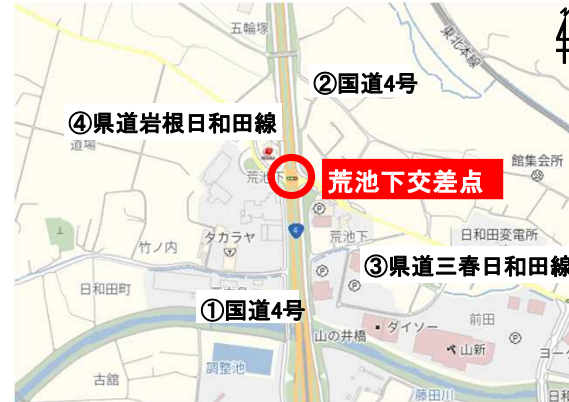 五輪塚
東北本線
②国道4号
④県道岩根日和田線
道場
荒池下
荒池下交差点
館集会所
タカラヤ
4
荒池下
日和田変電所
竹ノ内
③県道三春日和田線
日和田町
①国道4号
山の井橋
ダイソー
前田
山新
調整池
古館
藤田川